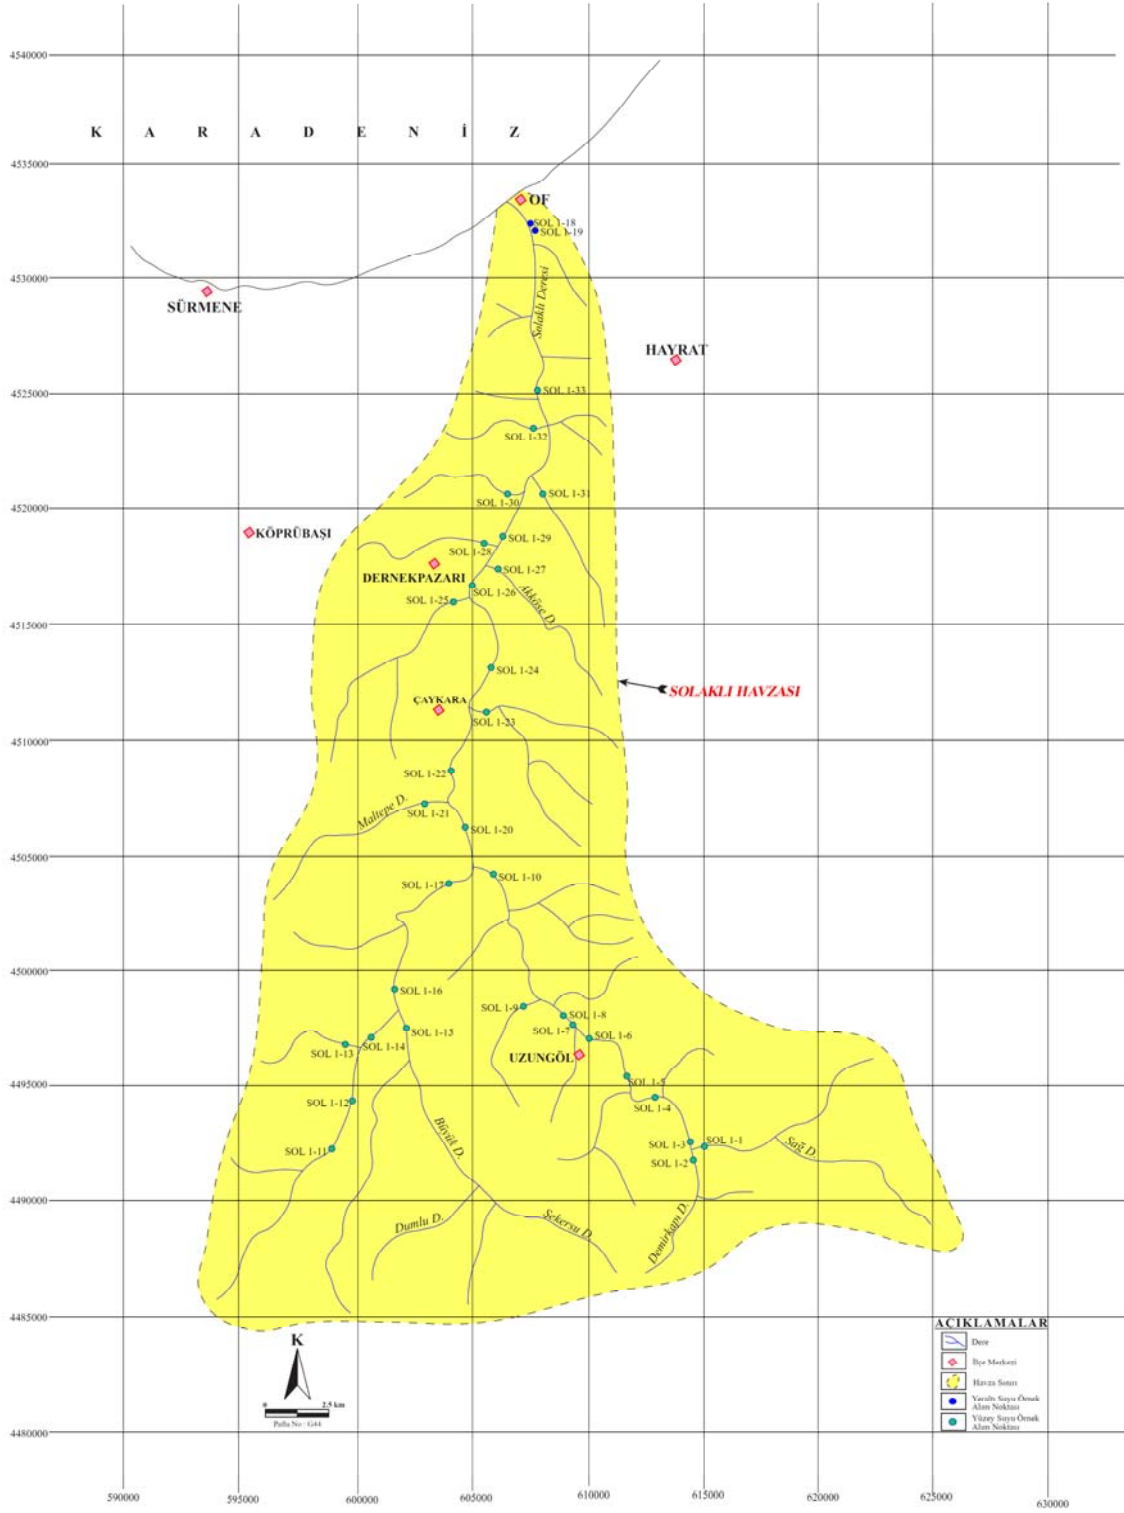 4540000
K A R A D E N İ Z
4535000
OF
SOL 1-18
SOL 1-19
4530000
SÜRMENE
Solaklı Deresi
HAYRAT
4525000
SOL 1-33
SOL 1-32
SOL 1-31
SOL 1-30
4520000
KÖPRÜBAŞI
SOL 1-29
SOL 1-28
SOL 1-27
DERNEKPAZARI
SOL 1-26
Akköse D.
SOL 1-25
4515000
SOL 1-24
SOLAKLI HAVZASI
ÇAYKARA
SOL 1-23
4510000
SOL 1-22
Maltepe D.
SOL 1-21
SOL 1-20
4505000
SOL 1-17
SOL 1-10
4500000
SOL 1-16
SOL 1-9
SOL 1-8
SOL 1-7
SOL 1-6
SOL 1-15
SOL 1-14
SOL 1-13
UZUNGÖL
4495000
SOL 1-5
SOL 1-4
SOL 1-12
Büyük D.
SOL 1-3
SOL 1-1
Sağ D.
SOL 1-11
SOL 1-2
4490000
Dumlu D.
Şekersu D.
Demirkapı D.
4485000
K
0 2.5 km
Pafta No : G44
AÇIKLAMALAR
Dere
İlçe Merkezi
Havza Sınırı
Yeraltı Suyu Örnek
Alım Noktası
Yüzey Suyu Örnek
Alım Noktası
4480000
590000
595000
600000
605000
610000
615000
620000
625000
630000